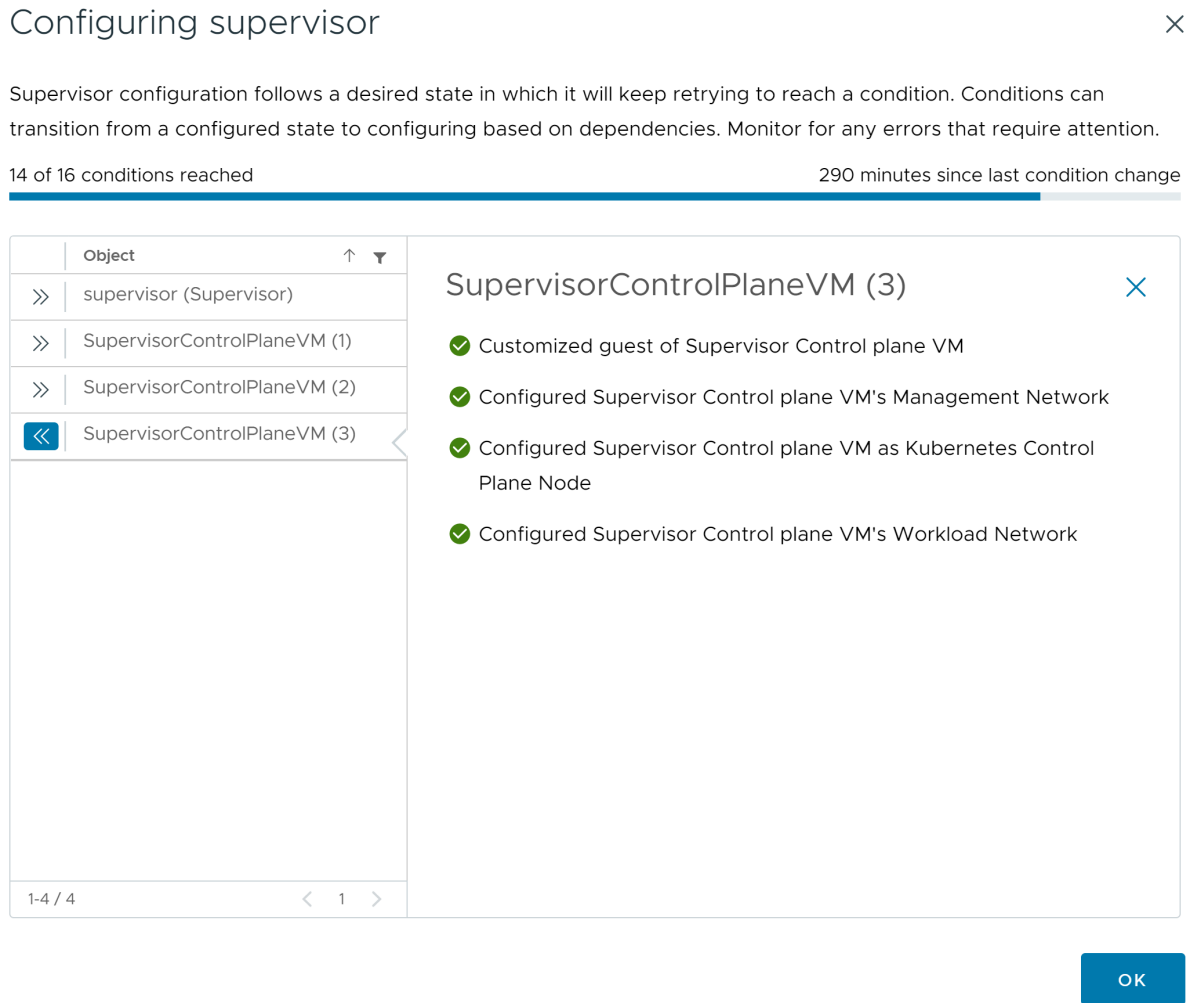 Configuring supervisor
Supervisor configuration follows a desired state in which it will keep retrying to reach a condition. Conditions can
transition from a configured state to configuring based on dependencies. Monitor for any errors that require attention.
14 of 16 conditions reached
290 minutes since last condition change
Object
supervisor (Supervisor)
SupervisorControlPlaneVM (1)
SupervisorControlPlaneVM (2)
SupervisorControlPlaneVM (3)
1-4 / 4
1
SupervisorControlPlaneVM (3)
Customized guest of Supervisor Control plane VM
Configured Supervisor Control plane VM's Management Network
Configured Supervisor Control plane VM as Kubernetes Control
Plane Node
Configured Supervisor Control plane VM's Workload Network
OK